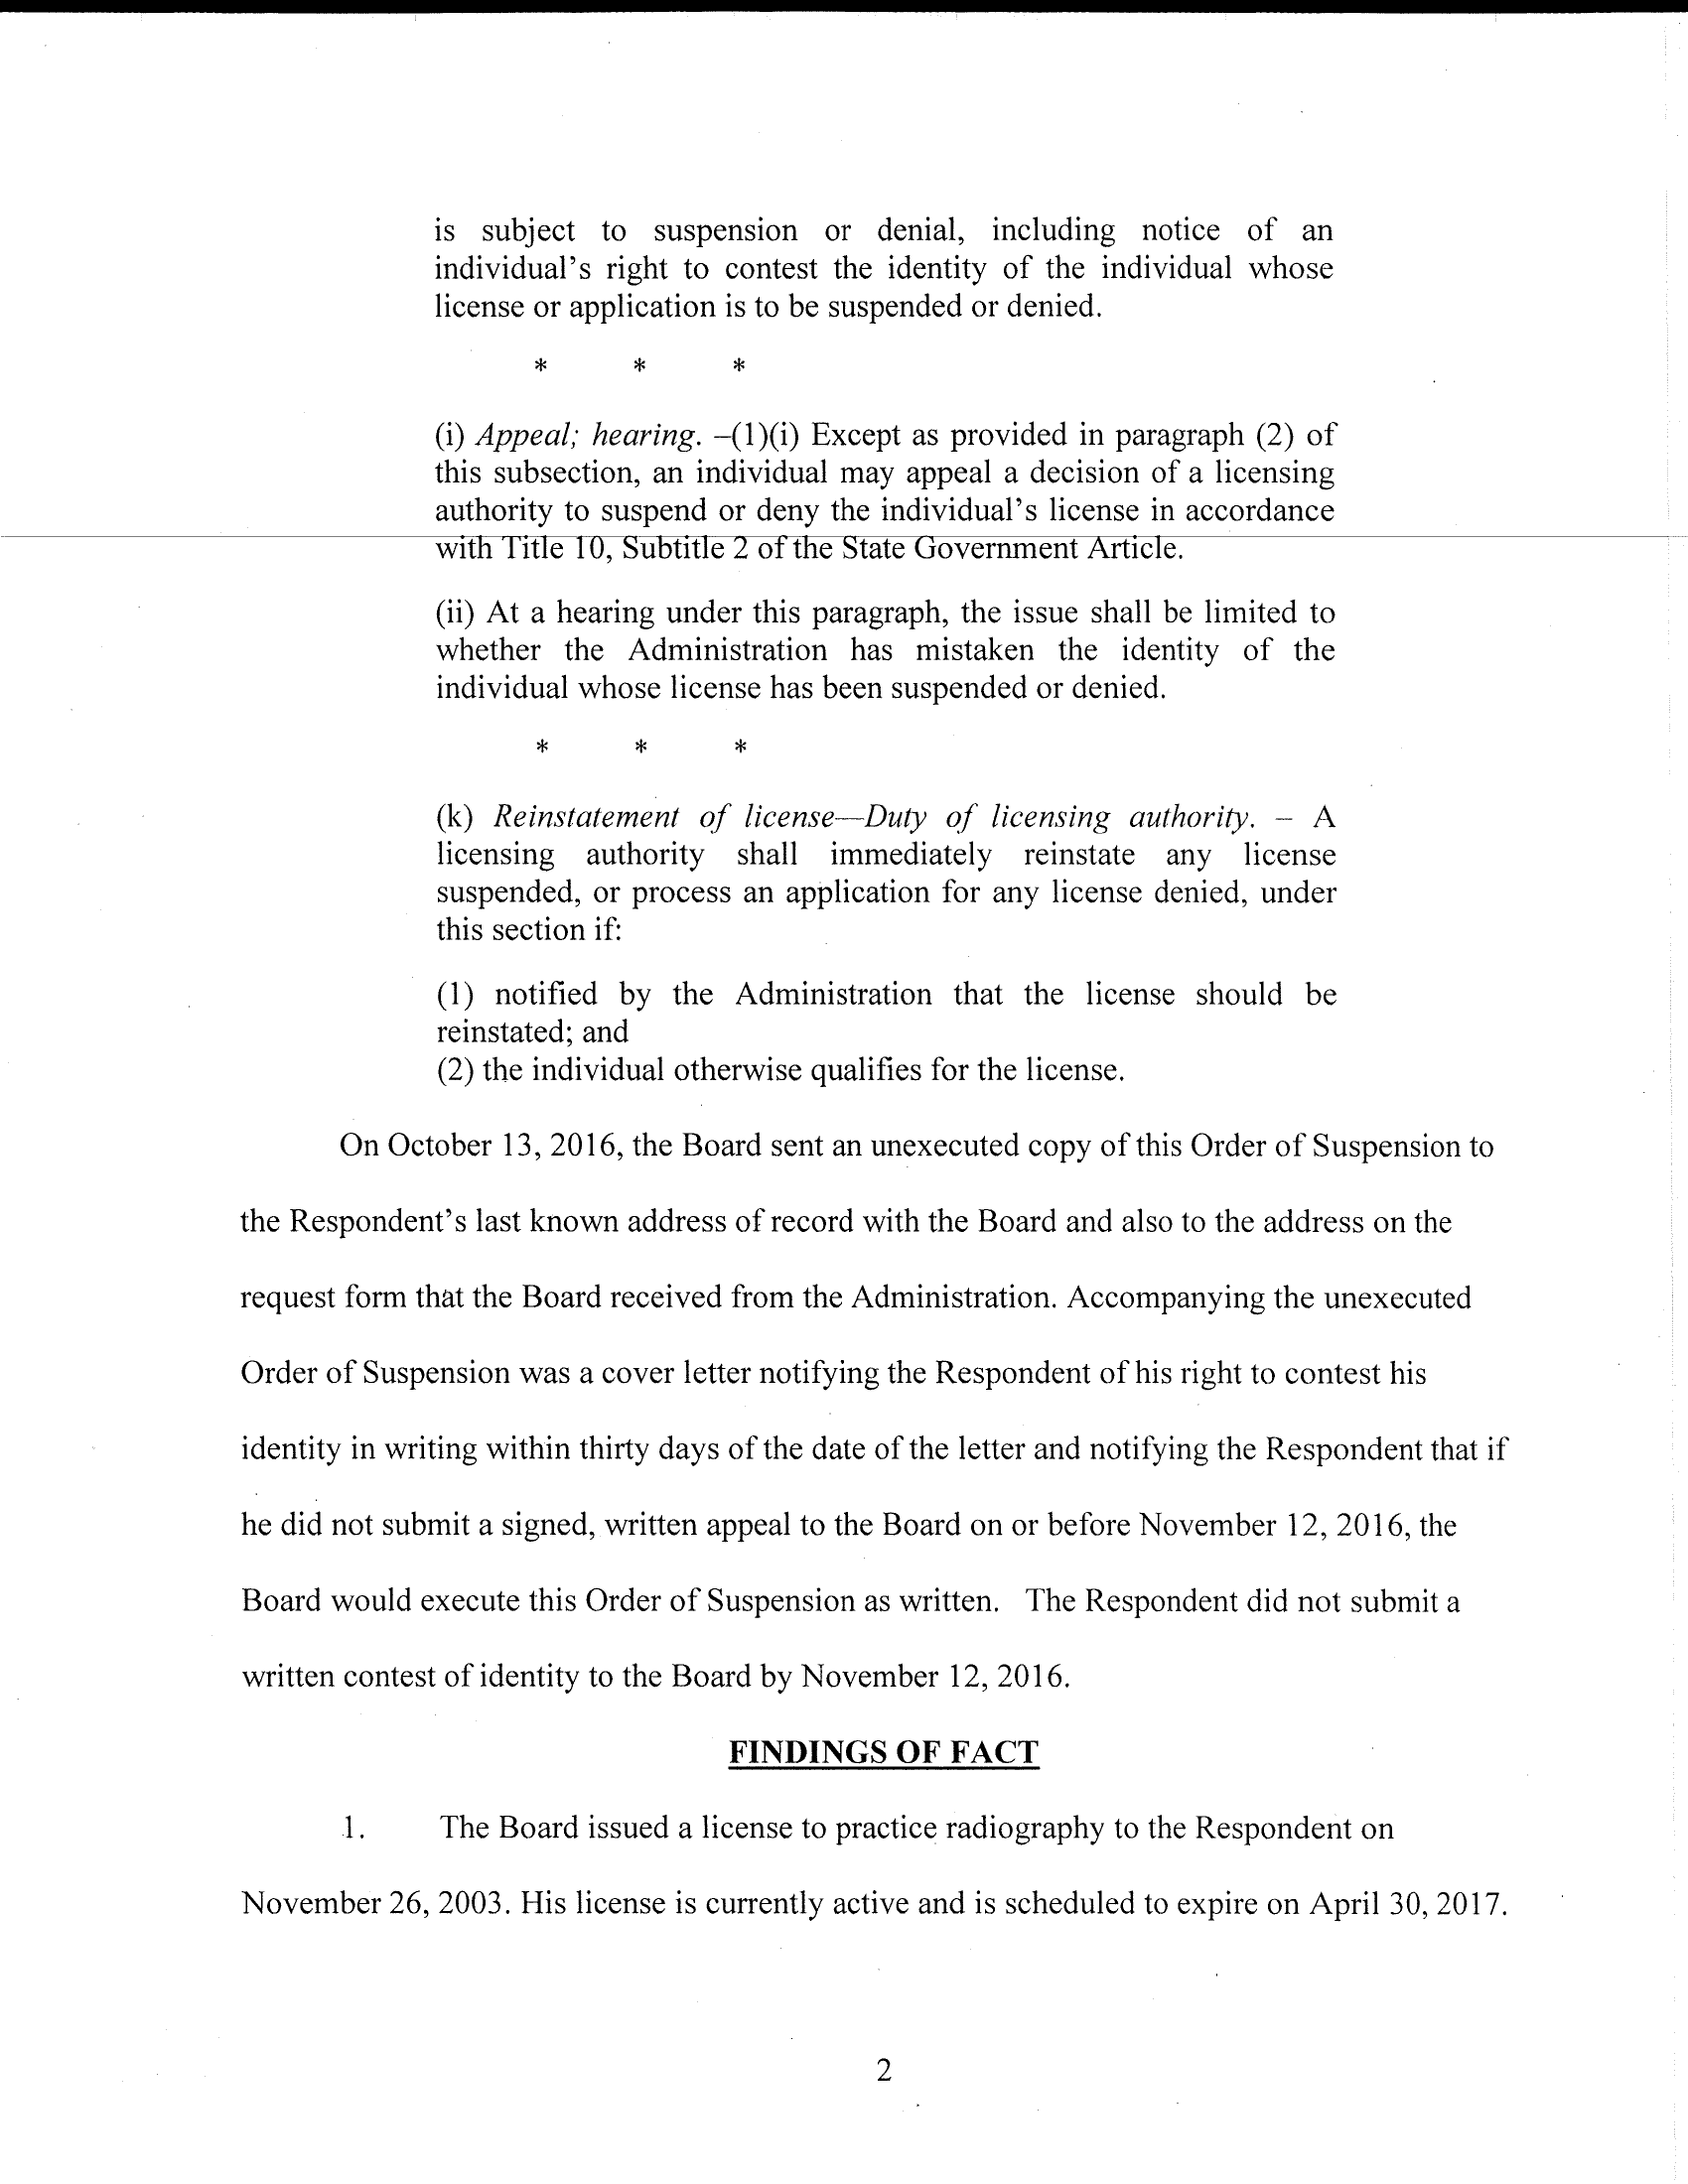 is subject to suspension or denial, including notice of an
individual's right to contest the identity of the individual whose
license or application is to be suspended or denied.
* * *
(i) Appeal; hearing. –(1)(i) Except as provided in paragraph (2) of
this subsection, an individual may appeal a decision of a licensing
authority to suspend or deny the individual's license in accordance
with Title 10, Subtitle 2 of the State Government Article.
(ii) At a hearing under this paragraph, the issue shall be limited to
whether the Administration has mistaken the identity of the
individual whose license has been suspended or denied.
* * *
(k) Reinstatement of license—Duty of licensing authority. – A
licensing authority shall immediately reinstate any license
suspended, or process an application for any license denied, under
this section if:
(1) notified by the Administration that the license should be
reinstated; and
(2) the individual otherwise qualifies for the license.
On October 13, 2016, the Board sent an unexecuted copy of this Order of Suspension to
the Respondent's last known address of record with the Board and also to the address on the
request form that the Board received from the Administration. Accompanying the unexecuted
Order of Suspension was a cover letter notifying the Respondent of his right to contest his
identity in writing within thirty days of the date of the letter and notifying the Respondent that if
he did not submit a signed, written appeal to the Board on or before November 12, 2016, the
Board would execute this Order of Suspension as written. The Respondent did not submit a
written contest of identity to the Board by November 12, 2016.
FINDINGS OF FACT
1. The Board issued a license to practice radiography to the Respondent on
November 26, 2003. His license is currently active and is scheduled to expire on April 30, 2017.
2